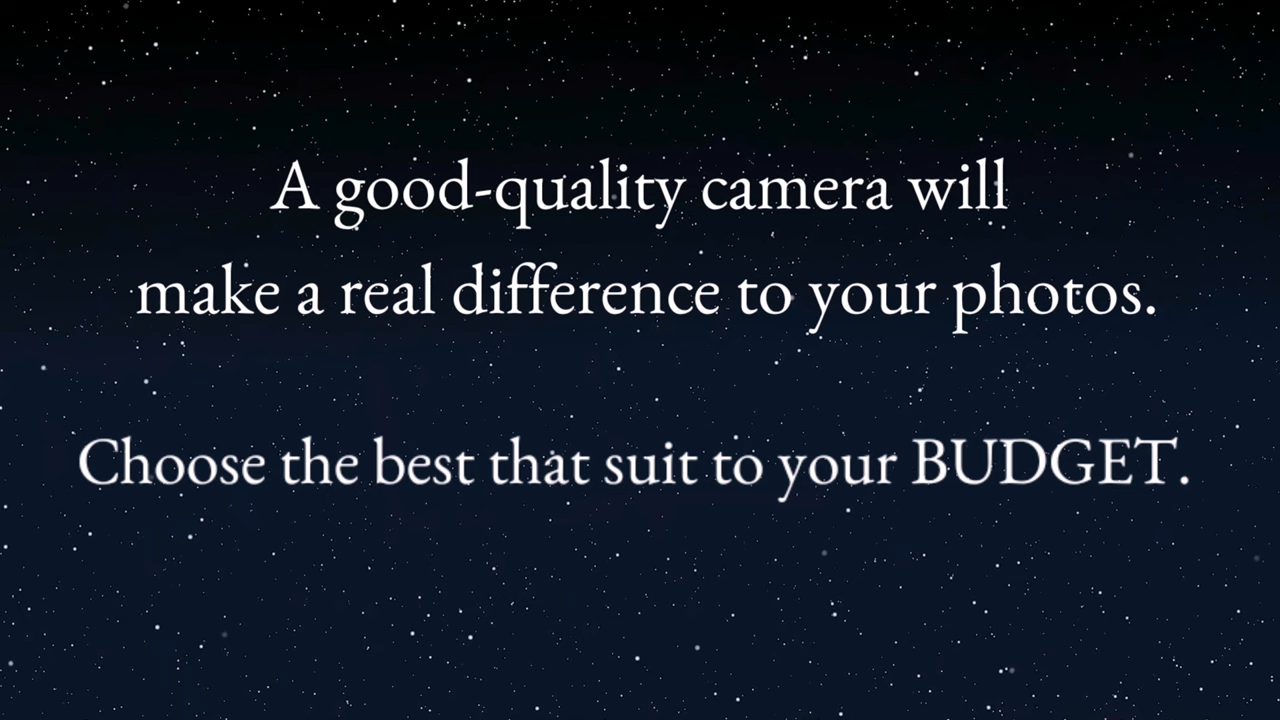 A good-quality camera will
make a real difference to your photos.
Choose the best that suit to your BUDGET.